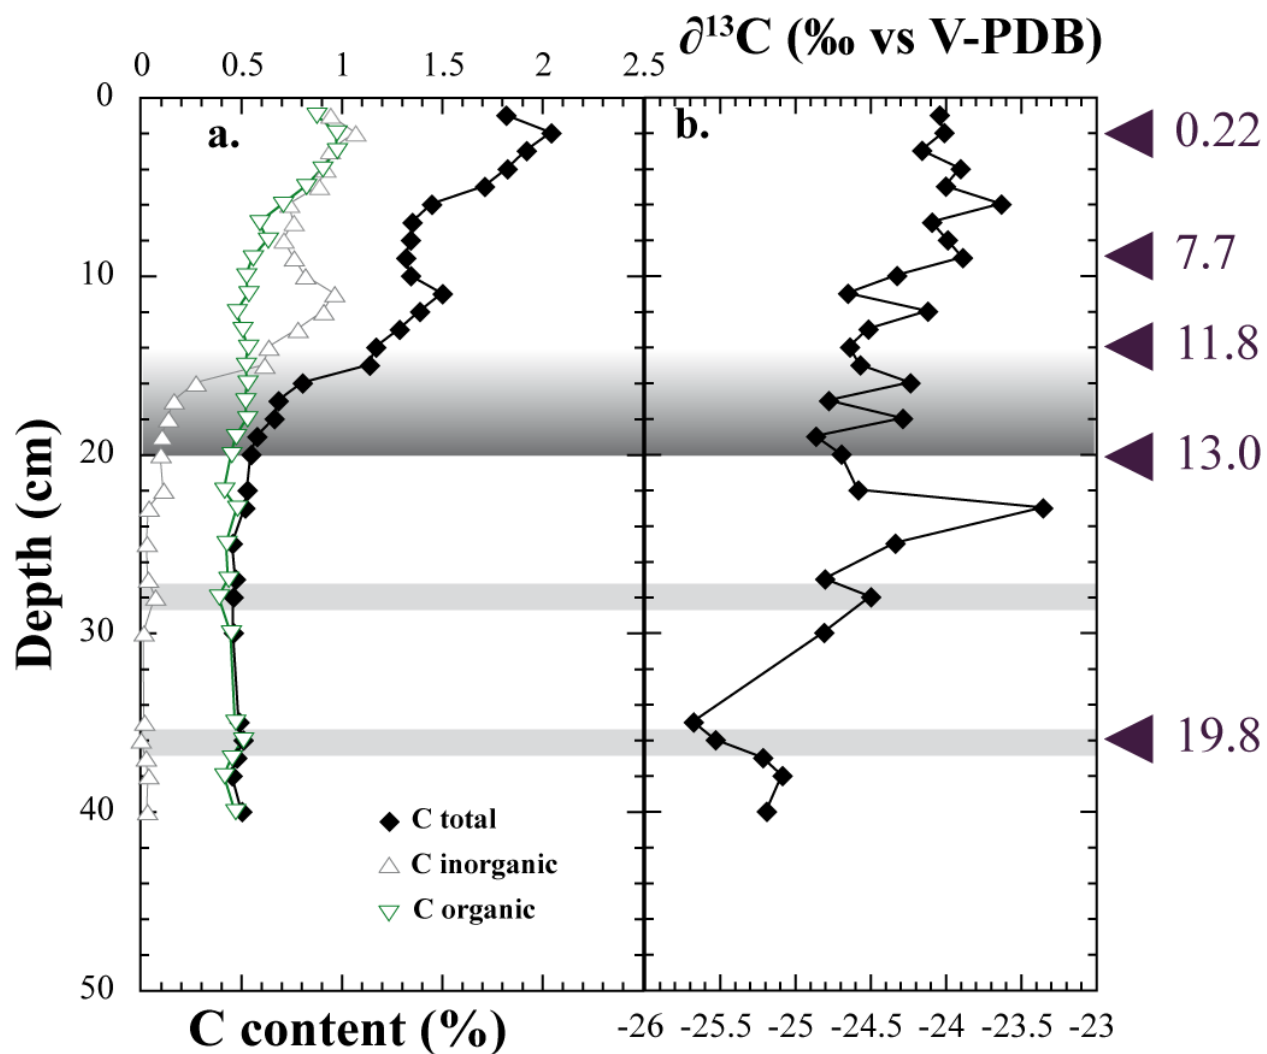 ∂¹³C (‰ vs V-PDB)
0 0.5 1 1.5 2 2.5
0
10
20
30
40
50
Depth (cm)
a.
b.
0.22
7.7
11.8
13.0
19.8
C total
C inorganic
C organic
C content (%)
-26 -25.5 -25 -24.5 -24 -23.5 -23